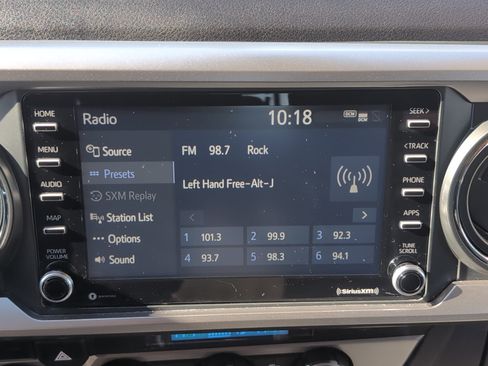 HOME
MENU
AUDIO
MAP
POWER
VOLUME
Radio
10:18
DCM
Source
Presets
SXM Replay
Station List
Options
Sound
FM 98.7 Rock
Left Hand Free-Alt-J
1 101.3 2 99.9 3 92.3
4 93.7 5 98.3 6 94.1
SEEK >
< TRACK
PHONE
APPS
TUNE
SCROLL
SiriusXM